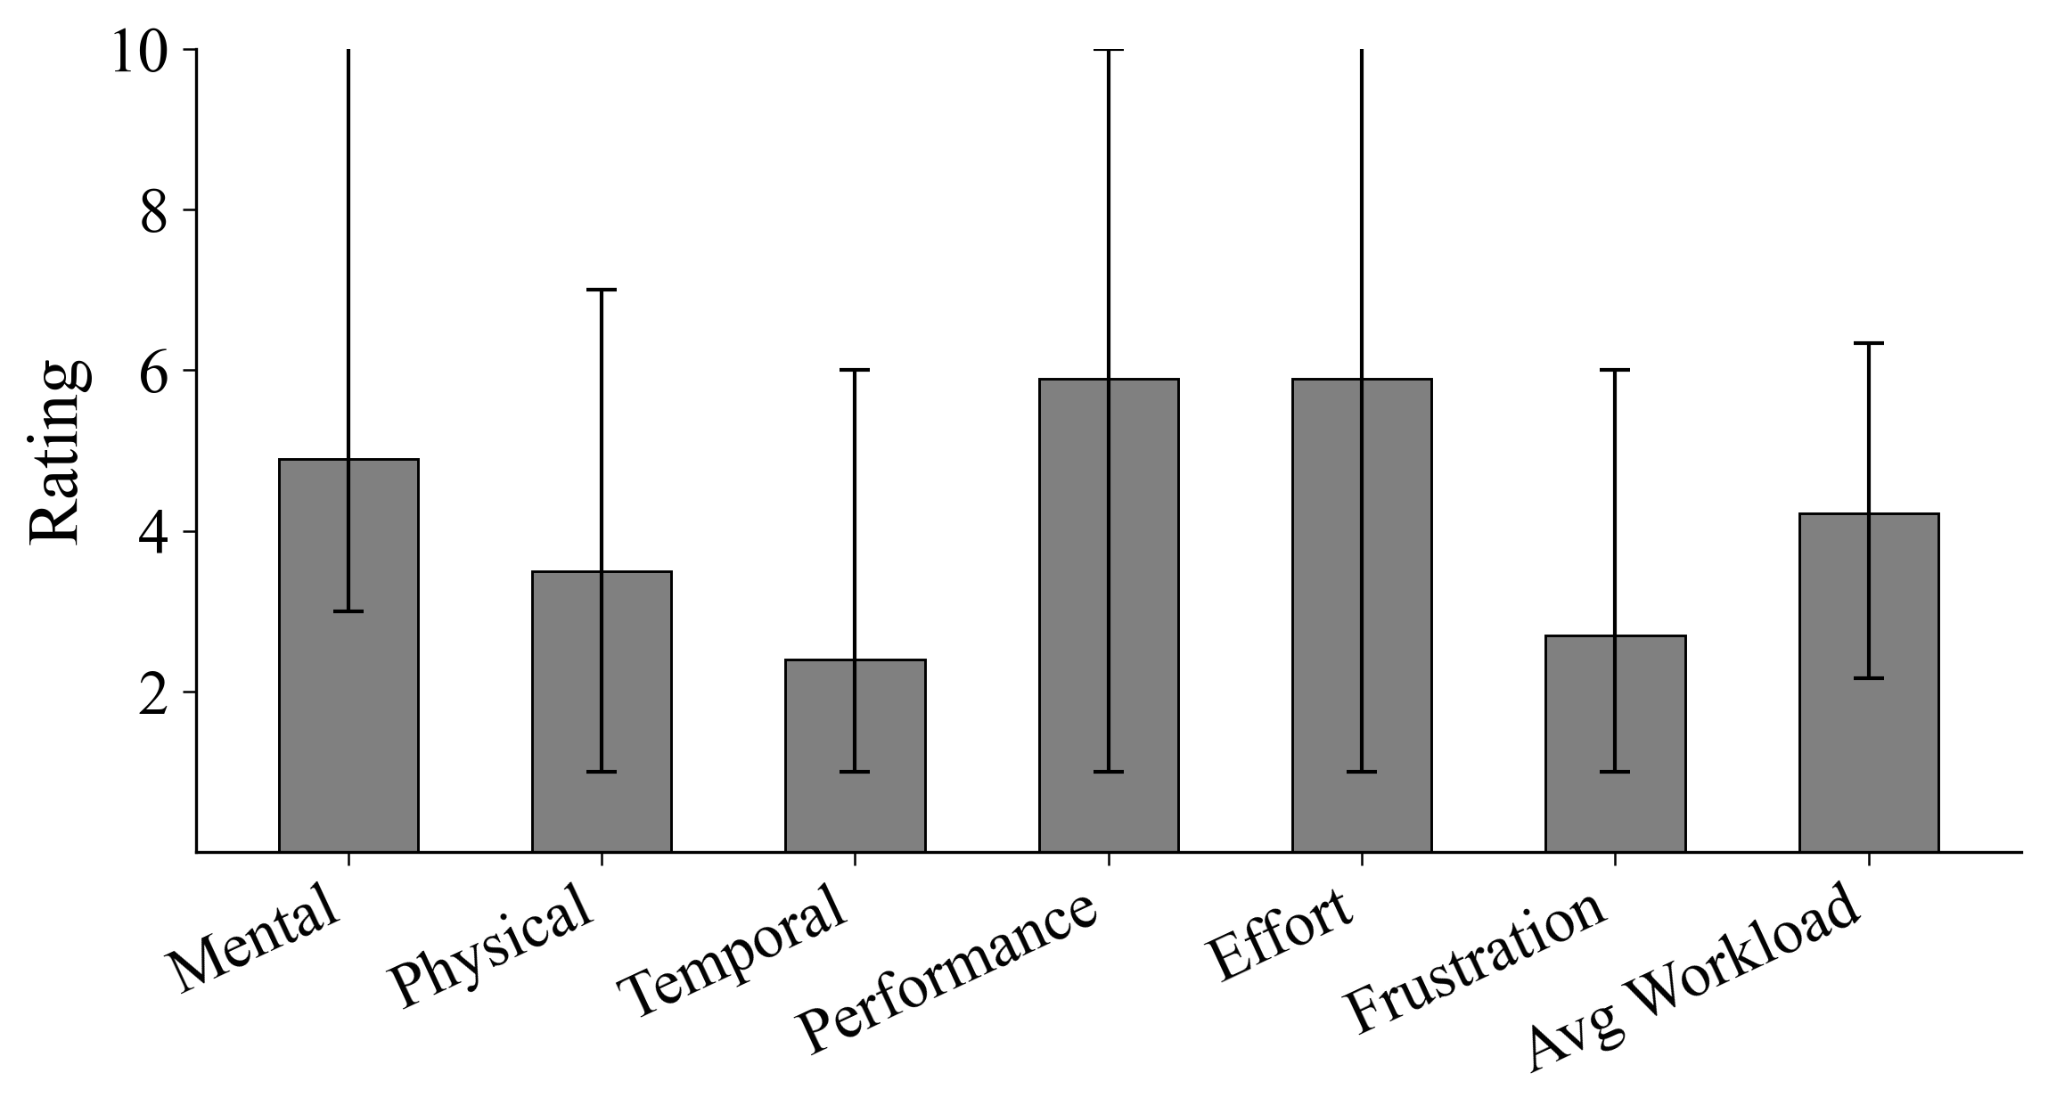 10
8
6
4
2
Rating
Mental
Physical
Temporal
Performance
Effort
Frustration
Avg Workload